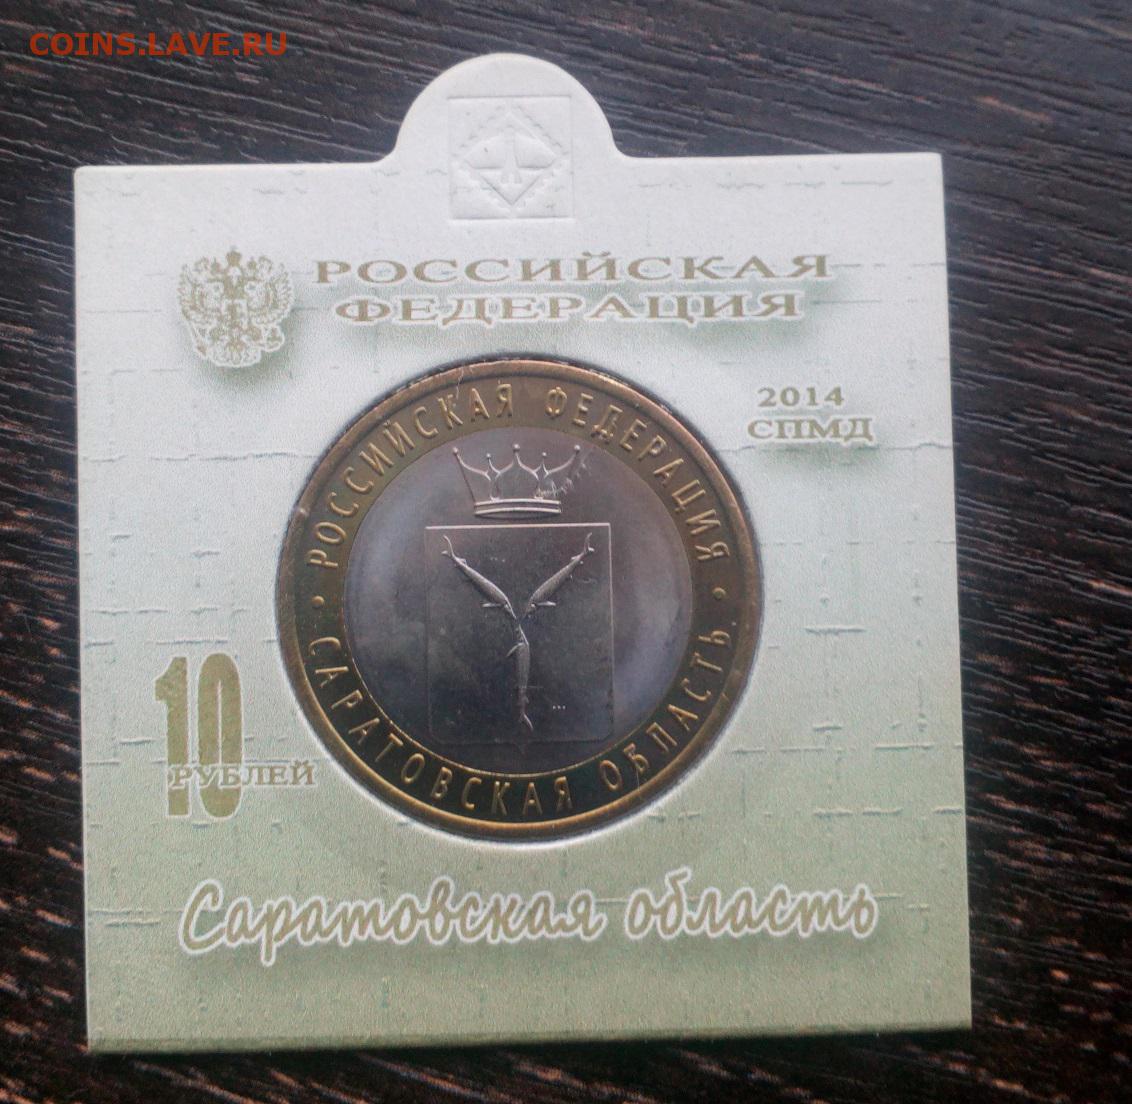 COINS.LAVE.RU
РОССИЙСКАЯ
ФЕДЕРАЦИЯ
2014
СПМД
• РОССИЙСКАЯ ФЕДЕРАЦИЯ •
САРАТОВСКАЯ ОБЛАСТЬ
10
РУБЛЕЙ
Саратовская область